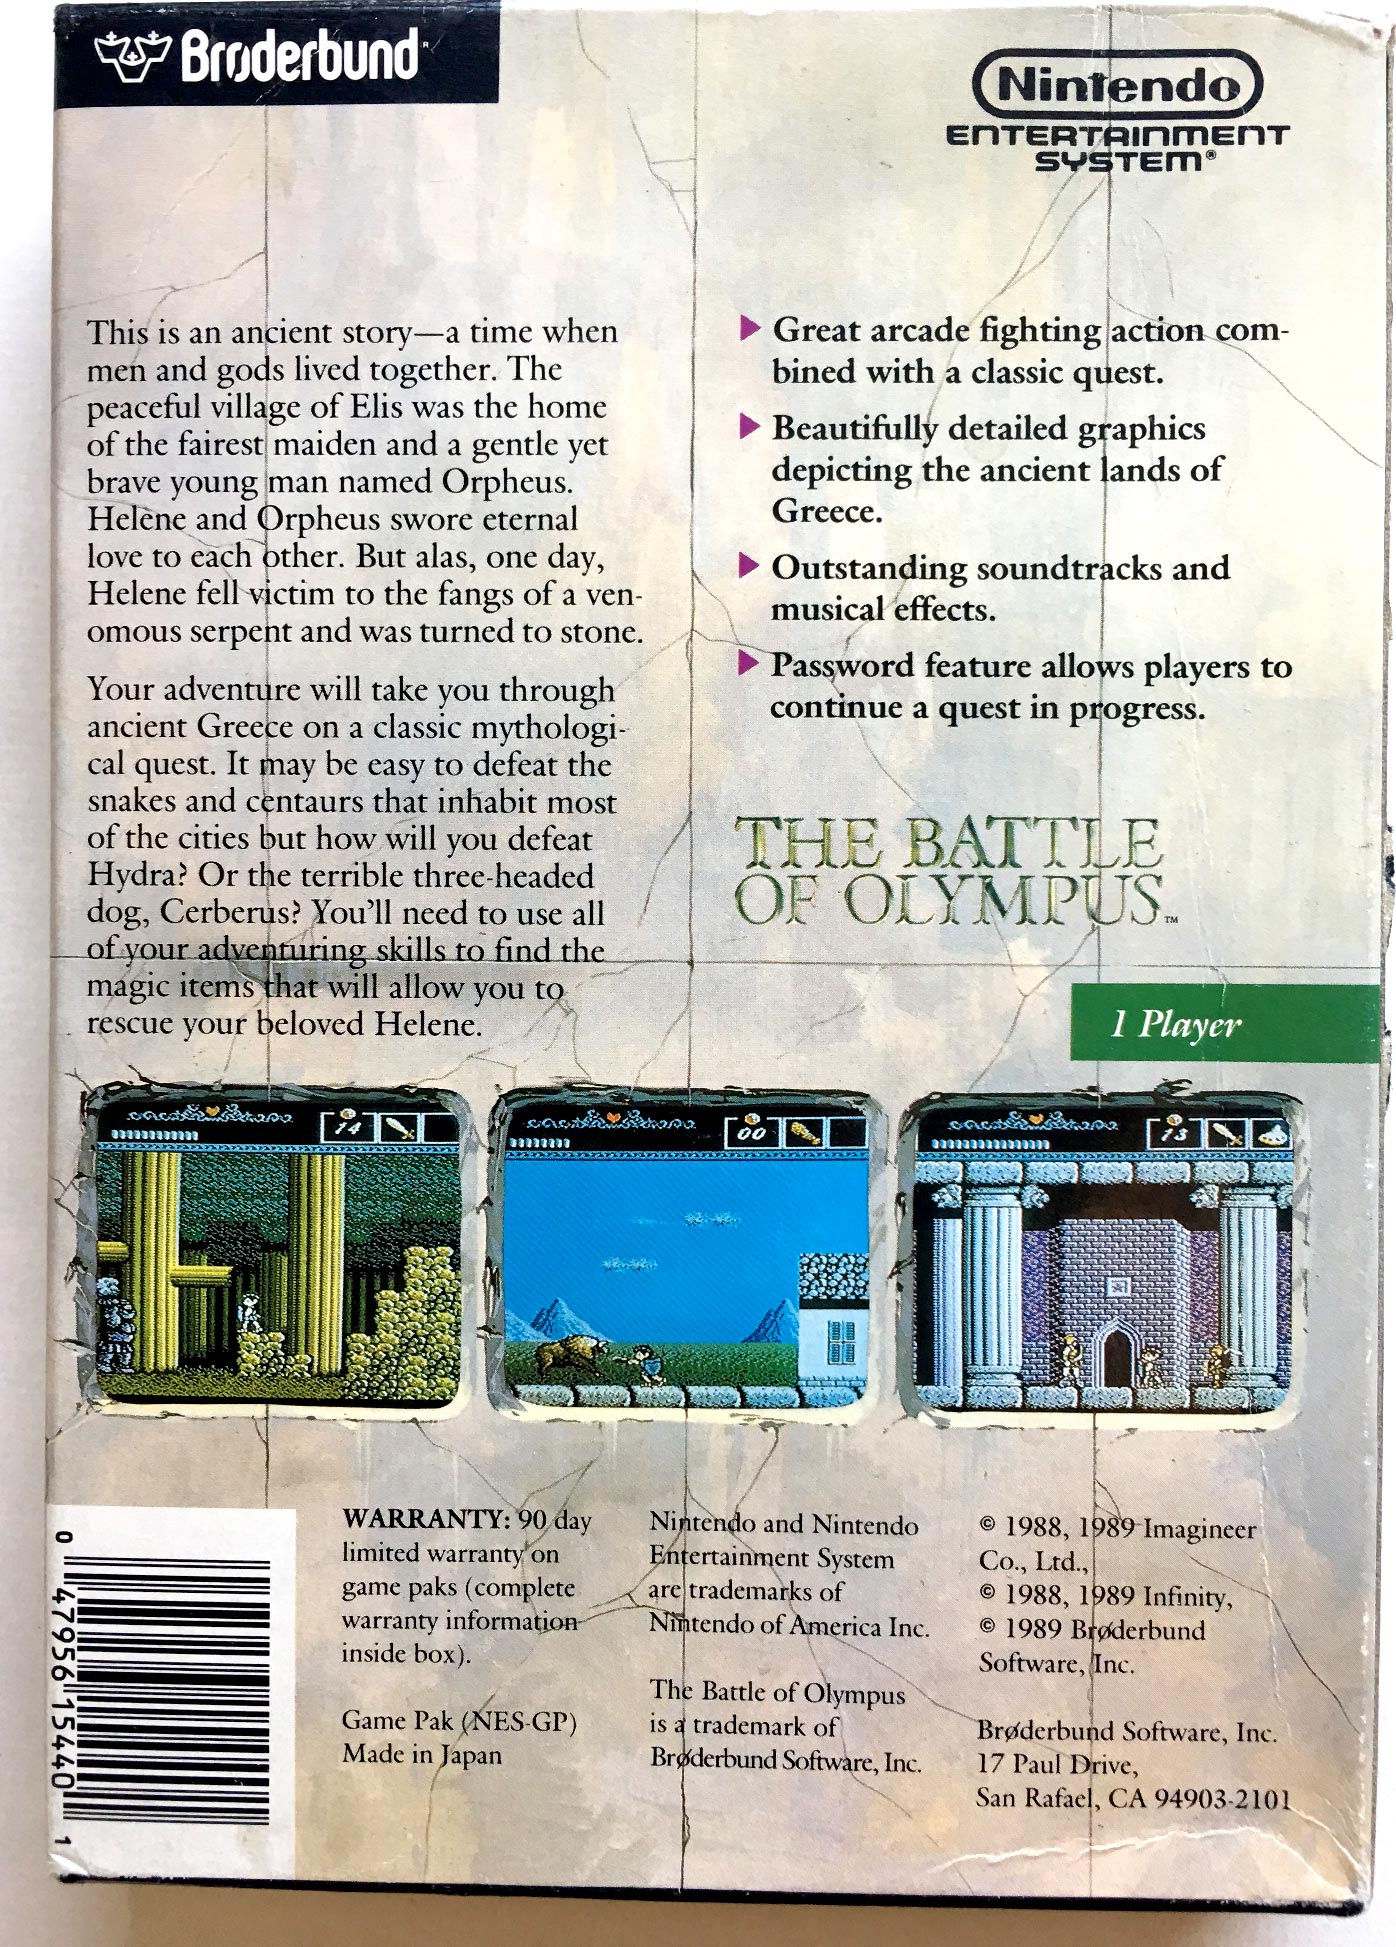 Brøderbund®
Nintendo
ENTERTAINMENT
SYSTEM®
This is an ancient story—a time when
men and gods lived together. The
peaceful village of Elis was the home
of the fairest maiden and a gentle yet
brave young man named Orpheus.
Helene and Orpheus swore eternal
love to each other. But alas, one day,
Helene fell victim to the fangs of a ven-
omous serpent and was turned to stone.
Your adventure will take you through
ancient Greece on a classic mythologi-
cal quest. It may be easy to defeat the
snakes and centaurs that inhabit most
of the cities but how will you defeat
Hydra? Or the terrible three-headed
dog, Cerberus? You'll need to use all
of your adventuring skills to find the
magic items that will allow you to
rescue your beloved Helene.
Great arcade fighting action com-
bined with a classic quest.
Beautifully detailed graphics
depicting the ancient lands of
Greece.
Outstanding soundtracks and
musical effects.
Password feature allows players to
continue a quest in progress.
THE BATTLE
OF OLYMPUS™
1 Player
14
00
13
0 47956 15440 1
WARRANTY: 90 day
limited warranty on
game paks (complete
warranty information
inside box).
Game Pak (NES-GP)
Made in Japan
Nintendo and Nintendo
Entertainment System
are trademarks of
Nintendo of America Inc.
The Battle of Olympus
is a trademark of
Brøderbund Software, Inc.
© 1988, 1989 Imagineer
Co., Ltd.,
© 1988, 1989 Infinity,
© 1989 Brøderbund
Software, Inc.
Brøderbund Software, Inc.
17 Paul Drive,
San Rafael, CA 94903-2101